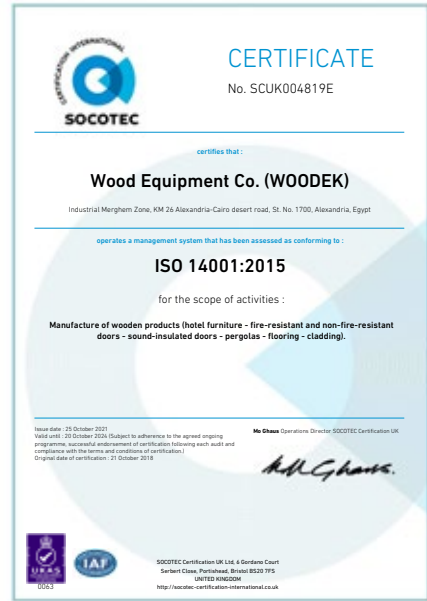 CERTIFICATION INTERNATIONAL
SOCOTEC
CERTIFICATE
No. SCUK004819E
certifies that :
Wood Equipment Co. (WOODEK)
Industrial Merghem Zone, KM 26 Alexandria-Cairo desert road, St. No. 1700, Alexandria, Egypt
operates a management system that has been assessed as conforming to :
ISO 14001:2015
for the scope of activities :
Manufacture of wooden products (hotel furniture - fire-resistant and non-fire-resistant
doors - sound-insulated doors - pergolas - flooring - cladding).
Issue date : 25 October 2021
Valid until : 20 October 2024 (Subject to adherence to the agreed ongoing
programme, successful endorsement of certification following each audit and
compliance with the terms and conditions of certification.)
Original date of certification : 21 October 2018
Mo Ghaus Operations Director SOCOTEC Certification UK
UKAS
0063
IAF
SOCOTEC Certification UK Ltd, 6 Gordano Court
Serbert Close, Portishead, Bristol BS20 7FS
UNITED KINGDOM
http://socotec-certification-international.co.uk